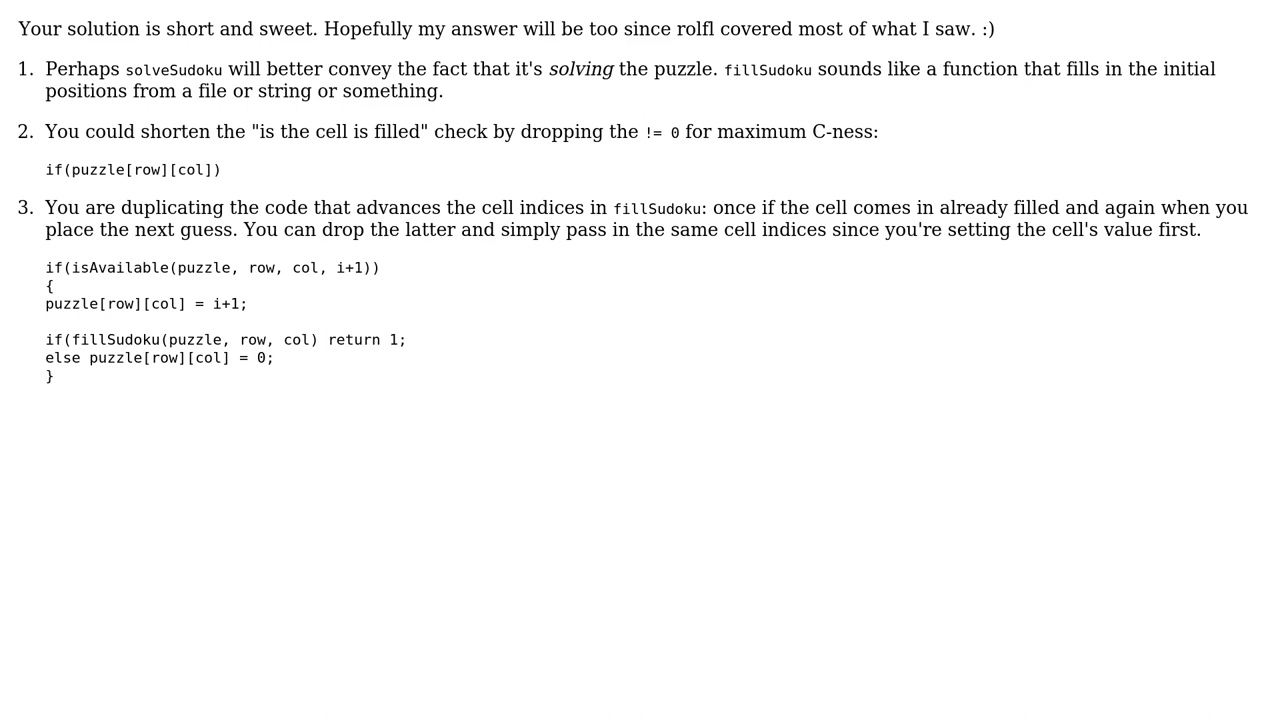 Your solution is short and sweet. Hopefully my answer will be too since rolfl covered most of what I saw. :)
1. Perhaps solveSudoku will better convey the fact that it's solving the puzzle. fillSudoku sounds like a function that fills in the initial
positions from a file or string or something.
2. You could shorten the "is the cell is filled" check by dropping the != 0 for maximum C-ness:
if(puzzle[row][col])
3. You are duplicating the code that advances the cell indices in fillSudoku: once if the cell comes in already filled and again when you
place the next guess. You can drop the latter and simply pass in the same cell indices since you're setting the cell's value first.
if(isAvailable(puzzle, row, col, i+1))
{
puzzle[row][col] = i+1;
if(fillSudoku(puzzle, row, col) return 1;
else puzzle[row][col] = 0;
}